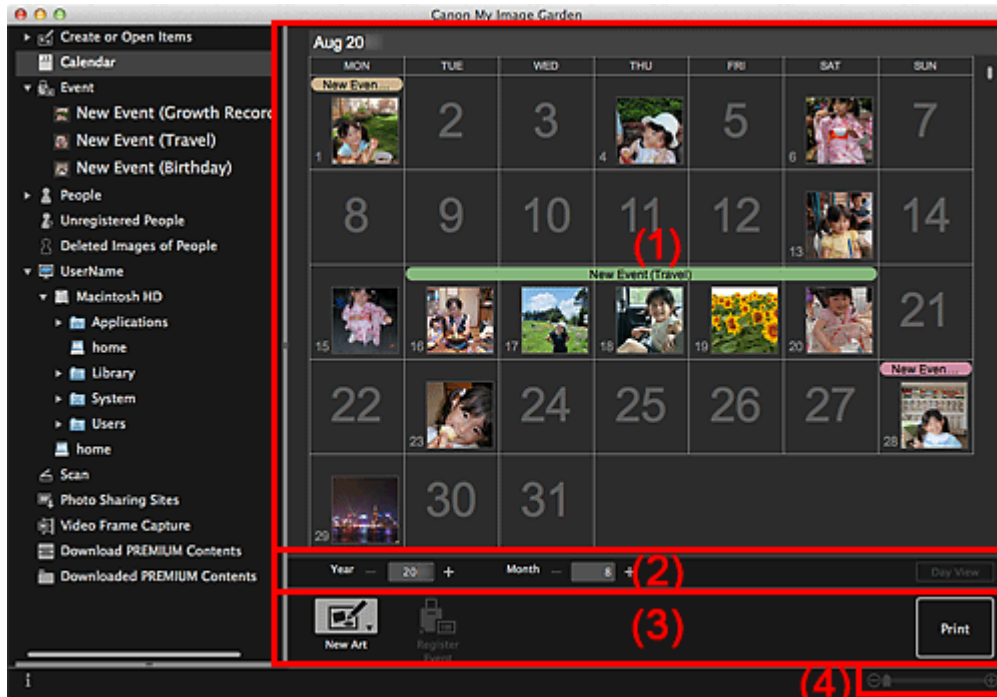 Canon My Image Garden
Create or Open Items
Calendar
Event
New Event (Growth Record
New Event (Travel)
New Event (Birthday)
People
Unregistered People
Deleted Images of People
UserName
Macintosh HD
Applications
home
Library
System
Users
home
Scan
Photo Sharing Sites
Video Frame Capture
Download PREMIUM Contents
Downloaded PREMIUM Contents
Aug 20
MON TUE WED THU FRI SAT SUN
New Even...
1 2 3 4 5 6 7
8 9 10 11 12 13 14
(1)
New Event (Travel)
15 16 17 18 19 20 21
New Even...
22 23 24 25 26 27 28
29 30 31
Year − 20 + Month − 8 + (2) Day View
New Art Register Event (3) Print
(4)